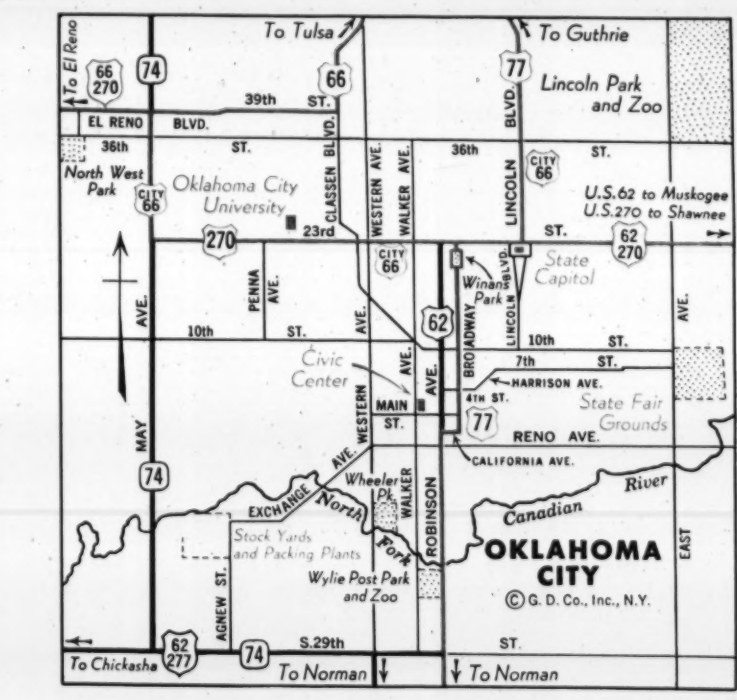 To Tulsa
To Guthrie
To El Reno
66
270
74
66
77
Lincoln Park
and Zoo
39th ST.
EL RENO BLVD.
36th ST.
36th ST.
North West
Park
CITY
66
Oklahoma City
University
CLASSEN BLVD.
WESTERN AVE.
WALKER AVE.
LINCOLN BLVD.
CITY
66
U.S.62 to Muskogee
U.S.270 to Shawnee
23rd ST.
270
62
270
CITY
66
Winans
Park
State
Capitol
PENNA
AVE.
LINCOLN BLVD.
62
BROADWAY
10th ST.
10th ST.
7th ST.
Civic
Center
HARRISON AVE.
4TH ST.
MAIN
ST.
State Fair
Grounds
77
RENO AVE.
CALIFORNIA AVE.
MAY AVE.
WESTERN AVE.
WALKER AVE.
ROBINSON AVE.
EAST AVE.
74
EXCHANGE AVE.
Wheeler
Pk.
North Fork
Canadian River
Stock Yards
and Packing Plants
Wylie Post Park
and Zoo
OKLAHOMA
CITY
© G. D. Co., Inc., N.Y.
AGNEW ST.
S.29th ST.
62
277
74
To Chickasha
To Norman
To Norman